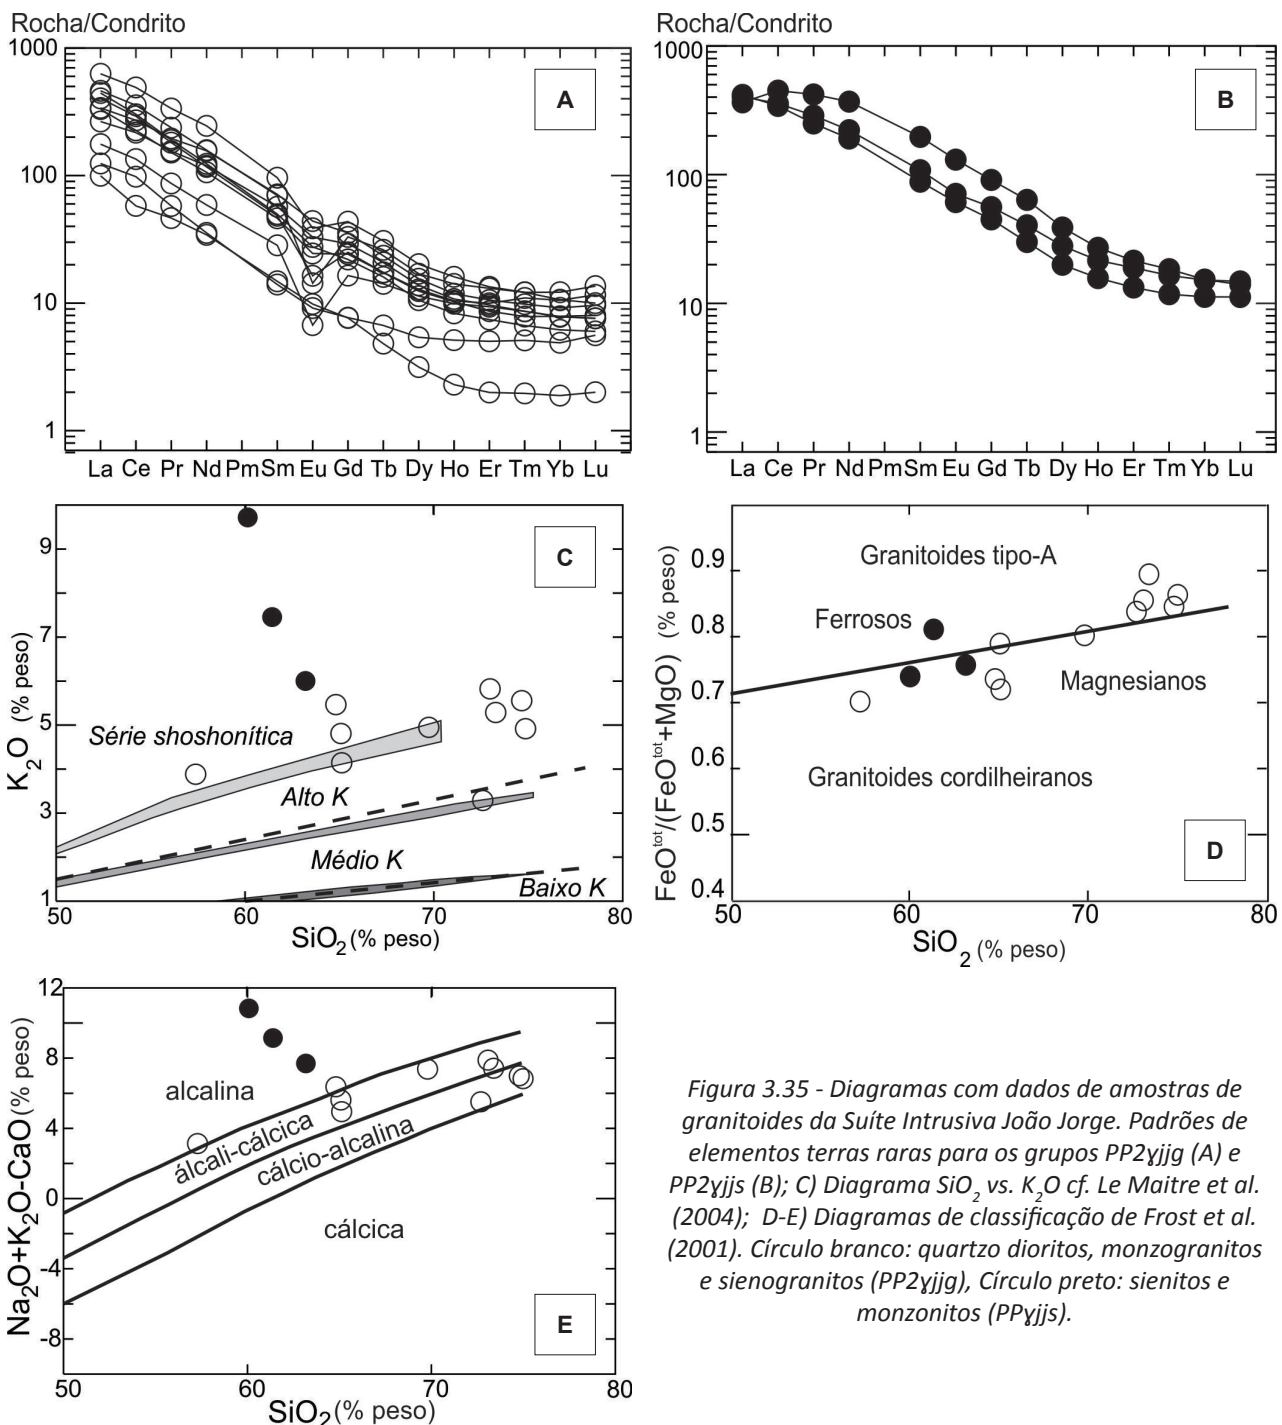 Rocha/Condrito
1000
100
10
1
A
La Ce Pr Nd Pm Sm Eu Gd Tb Dy Ho Er Tm Yb Lu
Rocha/Condrito
1000
100
10
1
B
La Ce Pr Nd Pm Sm Eu Gd Tb Dy Ho Er Tm Yb Lu
K2O (% peso)
9
7
5
3
1
C
Série shoshonítica
Alto K
Médio K
Baixo K
50 60 70 80
SiO2 (% peso)
FeOtot/(FeOtot+MgO) (% peso)
0.9
0.8
0.7
0.6
0.5
0.4
Granitoides tipo-A
Ferrosos
Magnesianos
Granitoides cordilheiranos
D
50 60 70 80
SiO2 (% peso)
Na2O+K2O-CaO(% peso)
12
8
4
0
-4
-8
alcalina
álcali-cálcica
cálcio-alcalina
cálcica
E
50 60 70 80
SiO2 (% peso)
Figura 3.35 - Diagramas com dados de amostras de
granitoides da Suíte Intrusiva João Jorge. Padrões de
elementos terras raras para os grupos PP2γjjg (A) e
PP2γjjs (B); C) Diagrama SiO2 vs. K2O cf. Le Maitre et al.
(2004); D-E) Diagramas de classificação de Frost et al.
(2001). Círculo branco: quartzo dioritos, monzogranitos
e sienogranitos (PP2γjjg), Círculo preto: sienitos e
monzonitos (PPγjjs).